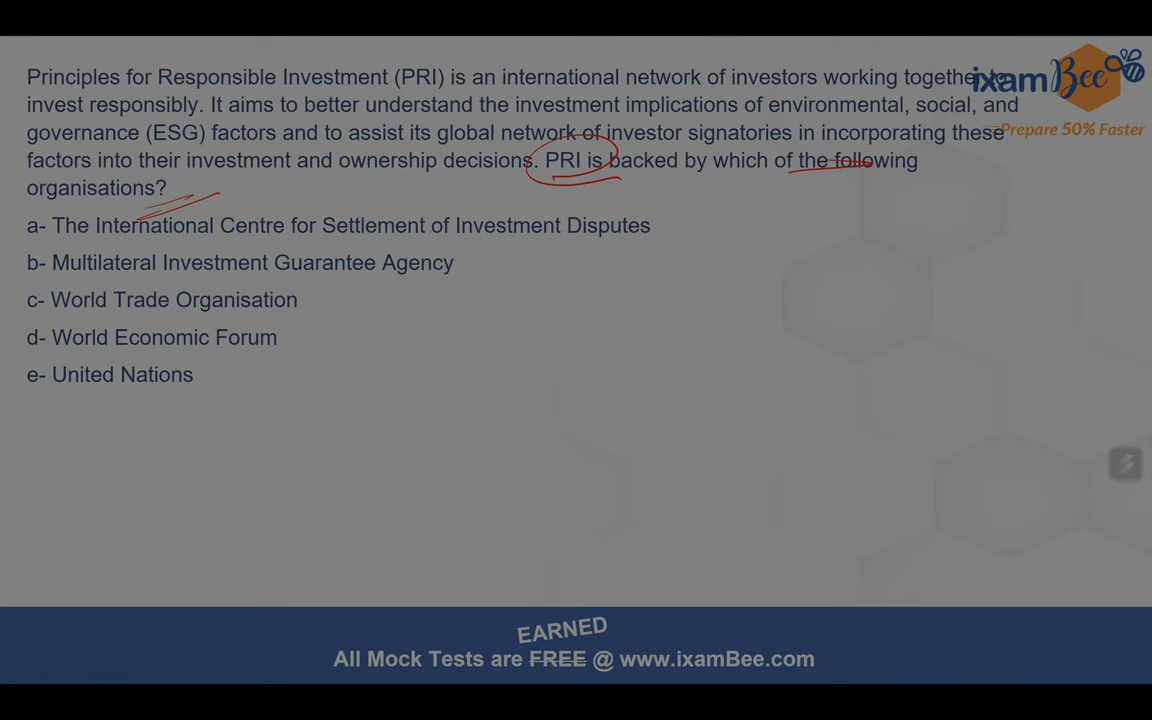 Principles for Responsible Investment (PRI) is an international network of investors working together to
invest responsibly. It aims to better understand the investment implications of environmental, social, and
governance (ESG) factors and to assist its global network of investor signatories in incorporating these
factors into their investment and ownership decisions. PRI is backed by which of the following
organisations?
a- The International Centre for Settlement of Investment Disputes
b- Multilateral Investment Guarantee Agency
c- World Trade Organisation
d- World Economic Forum
e- United Nations
ixamBee
Prepare 50% Faster
EARNED
All Mock Tests are FREE @ www.ixamBee.com